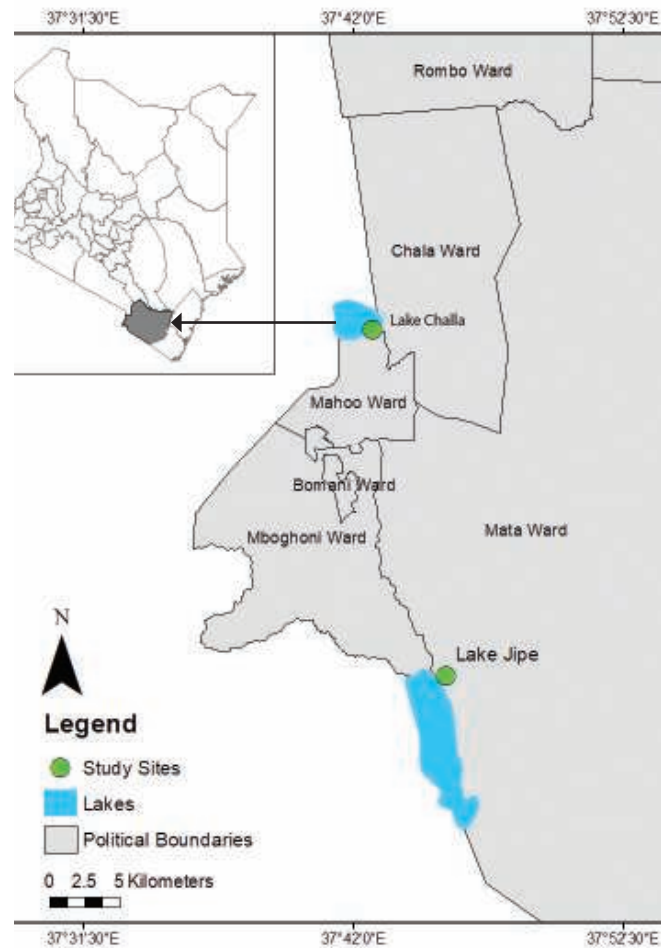 37°31'30"E
37°42'0"E
37°52'30"E
Rombo Ward
Chala Ward
Lake Challa
Mahoo Ward
Bomani Ward
Mboghoni Ward
Mata Ward
Lake Jipe
N
Legend
Study Sites
Lakes
Political Boundaries
0 2.5 5 Kilometers
37°31'30"E
37°42'0"E
37°52'30"E